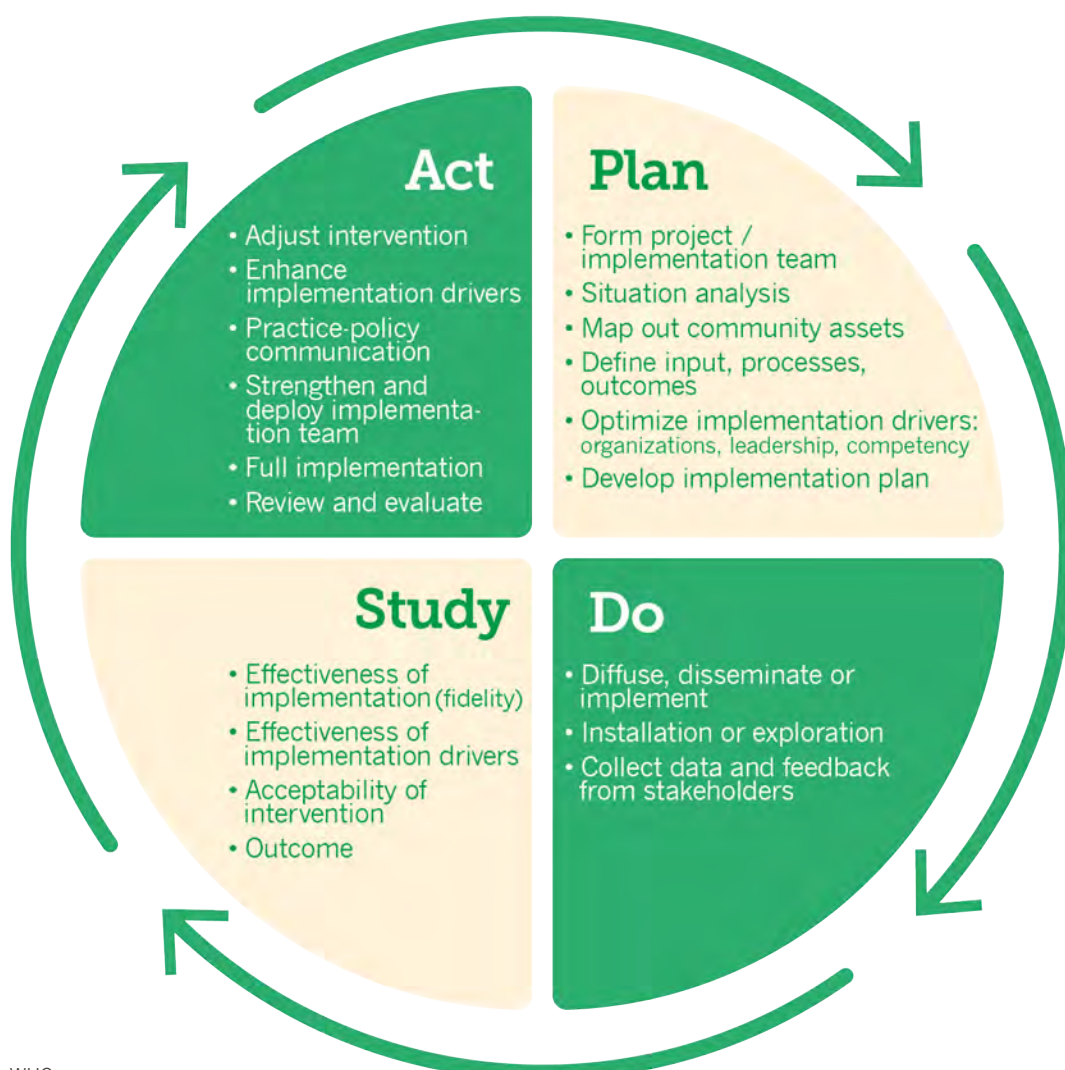 Act
• Adjust intervention
• Enhance
implementation drivers
• Practice-policy
communication
• Strengthen and
deploy implementa-
tion team
• Full implementation
• Review and evaluate
Plan
• Form project /
implementation team
• Situation analysis
• Map out community assets
• Define input, processes,
outcomes
• Optimize implementation drivers:
organizations, leadership, competency
• Develop implementation plan
Study
• Effectiveness of
implementation (fidelity)
• Effectiveness of
implementation drivers
• Acceptability of
intervention
• Outcome
Do
• Diffuse, disseminate or
implement
• Installation or exploration
• Collect data and feedback
from stakeholders